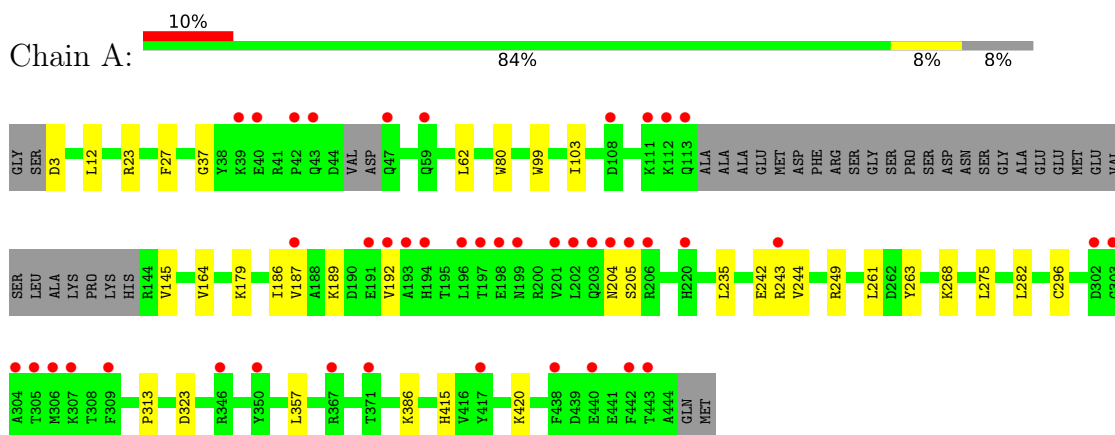 10%
Chain A:
84% 8% 8%
GLY SER D3 L12 R23 F27 G37 Y38 K39 E40 R41 P42 Q43 D44 VAL ASP Q47 Q59 L62 W80 W99 I103 D108 K111 K112 Q113 ALA ALA ALA GLU MET ASP PHE ARG SER GLY SER PRO SER ASP ASN SER GLY ALA GLU GLU MET GLU VAL
SER LEU ALA LYS PRO LYS HIS R144 V145 V164 K179 I186 V187 A188 K189 D190 E191 V192 A193 H194 T195 L196 T197 E198 N199 R200 V201 L202 Q203 N204 S205 R206 H220 L235 E242 R243 V244 R249 L261 D262 Y263 K268 L275 L282 C296 D302 G303
A304 T305 M306 K307 T308 F309 P313 D323 R346 Y350 L357 R367 T371 K386 H415 V416 Y417 K420 F438 D439 E440 E441 F442 T443 A444 GLN MET